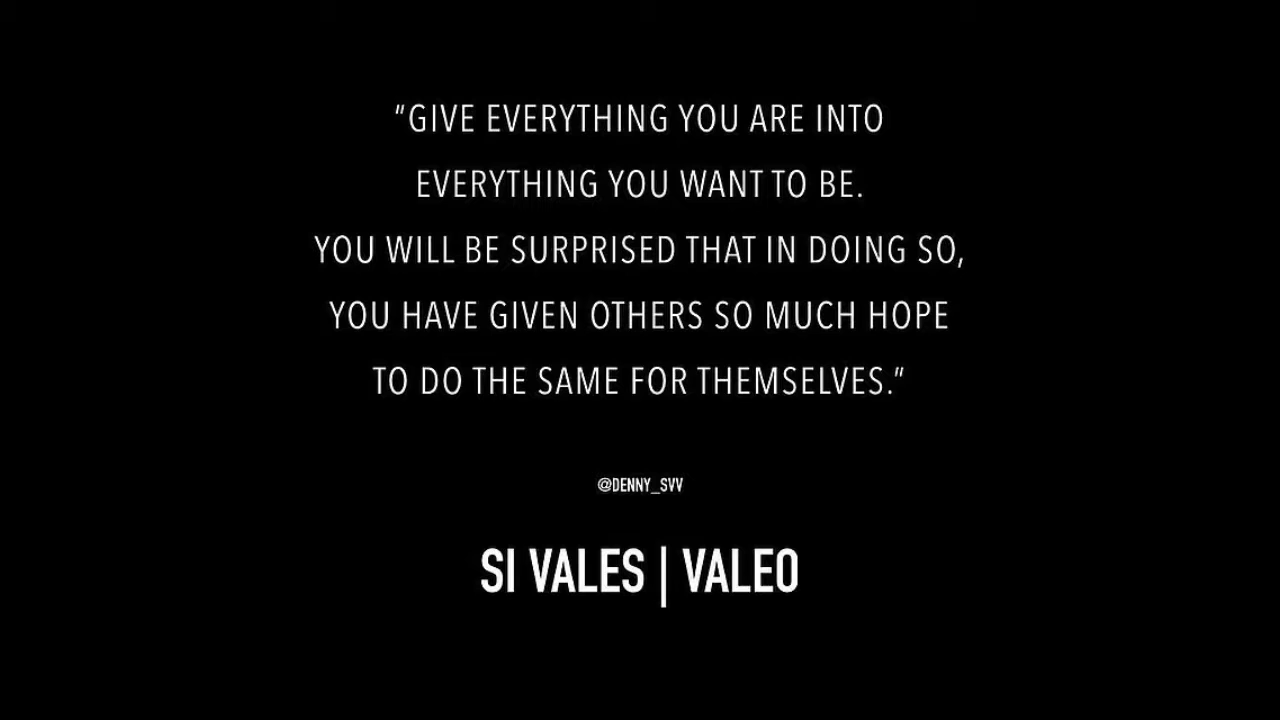 "GIVE EVERYTHING YOU ARE INTO
EVERYTHING YOU WANT TO BE.
YOU WILL BE SURPRISED THAT IN DOING SO,
YOU HAVE GIVEN OTHERS SO MUCH HOPE
TO DO THE SAME FOR THEMSELVES."
@DENNY_SVV
SI VALES | VALEO